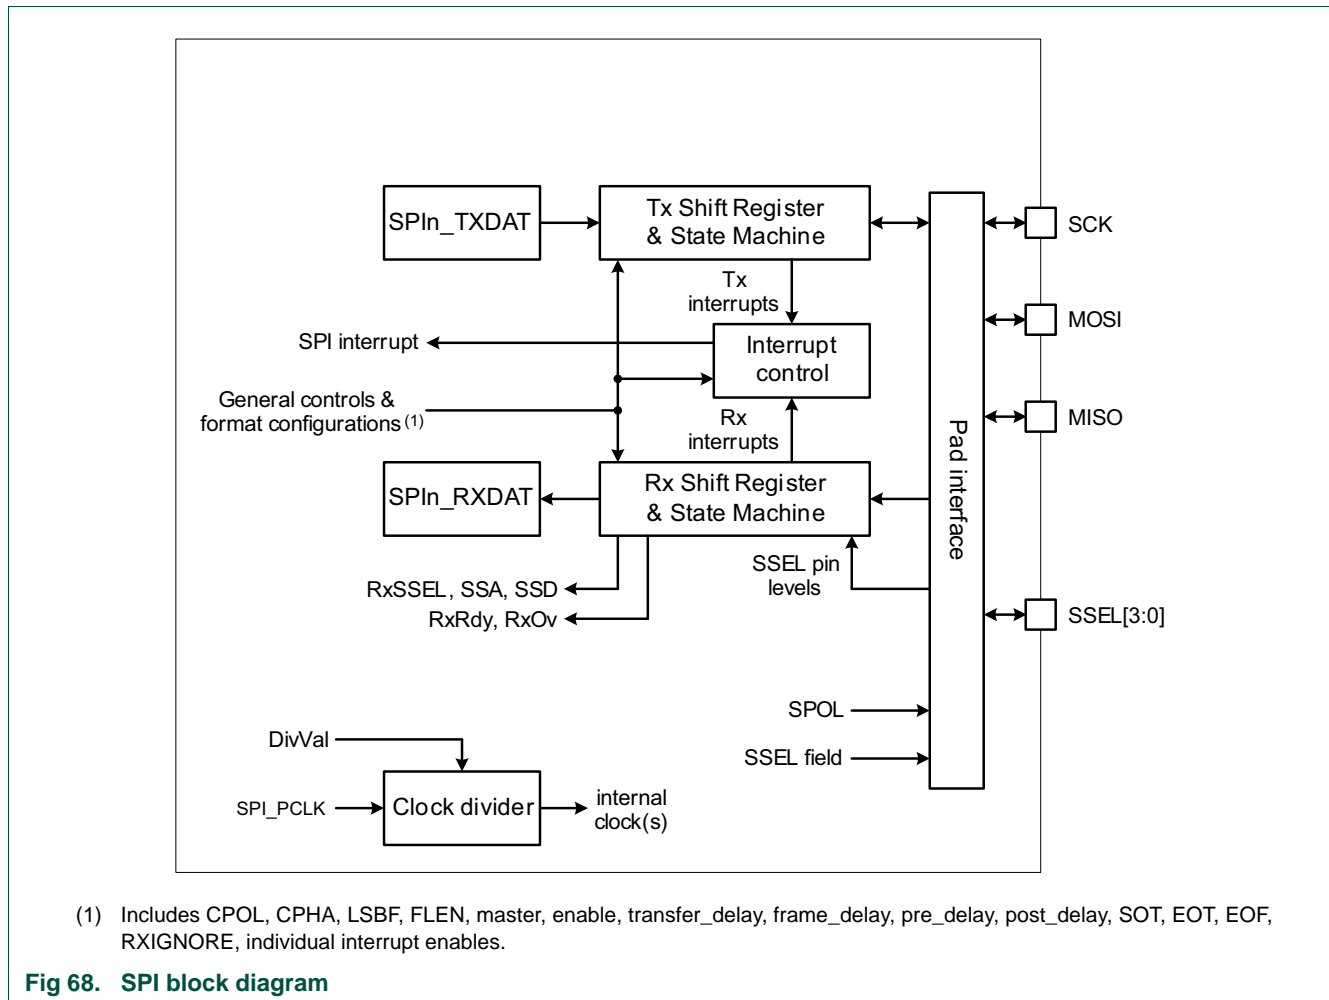 SPIn_TXDAT
Tx Shift Register
& State Machine
SCK
Tx
interrupts
MOSI
SPI interrupt
Interrupt
control
General controls &
format configurations (1)
Rx
interrupts
MISO
Pad interface
SPIn_RXDAT
Rx Shift Register
& State Machine
SSEL pin
levels
RxSSEL, SSA, SSD
RxRdy, RxOv
SSEL[3:0]
SPOL
DivVal
SSEL field
SPI_PCLK
Clock divider
internal
clock(s)
(1) Includes CPOL, CPHA, LSBF, FLEN, master, enable, transfer_delay, frame_delay, pre_delay, post_delay, SOT, EOT, EOF,
RXIGNORE, individual interrupt enables.
Fig 68. SPI block diagram